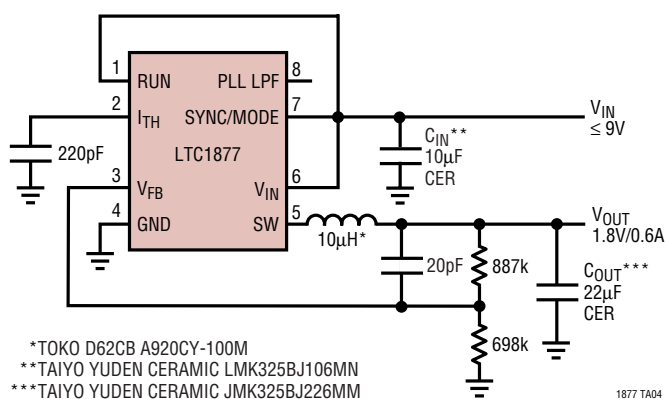 1
RUN
PLL LPF
8
2
ITH
SYNC/MODE
7
220pF
LTC1877
3
VFB
VIN
6
4
GND
SW
5
10µH*
CIN**
10µF
CER
VIN
≤ 9V
VOUT
1.8V/0.6A
20pF
887k
COUT***
22µF
CER
698k
*TOKO D62CB A920CY-100M
**TAIYO YUDEN CERAMIC LMK325BJ106MN
***TAIYO YUDEN CERAMIC JMK325BJ226MM
1877 TA04